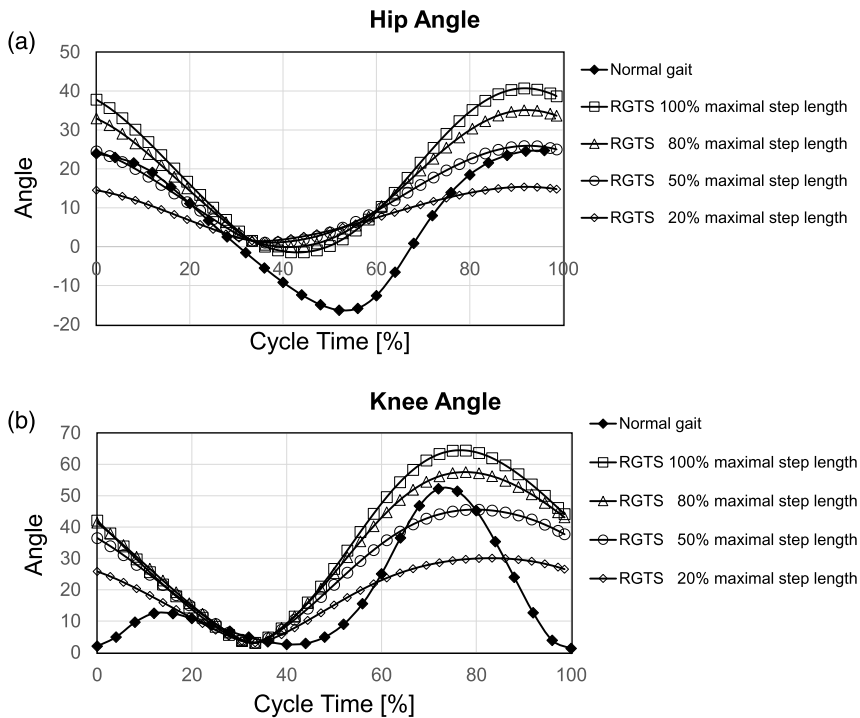 Hip Angle
(a)
50
40
30
20
10
0
-10
-20
Angle
0 20 40 60 80 100
Cycle Time [%]
Normal gait
RGTS 100% maximal step length
RGTS 80% maximal step length
RGTS 50% maximal step length
RGTS 20% maximal step length
Knee Angle
(b)
70
60
50
40
30
20
10
0
Angle
0 20 40 60 80 100
Cycle Time [%]
Normal gait
RGTS 100% maximal step length
RGTS 80% maximal step length
RGTS 50% maximal step length
RGTS 20% maximal step length